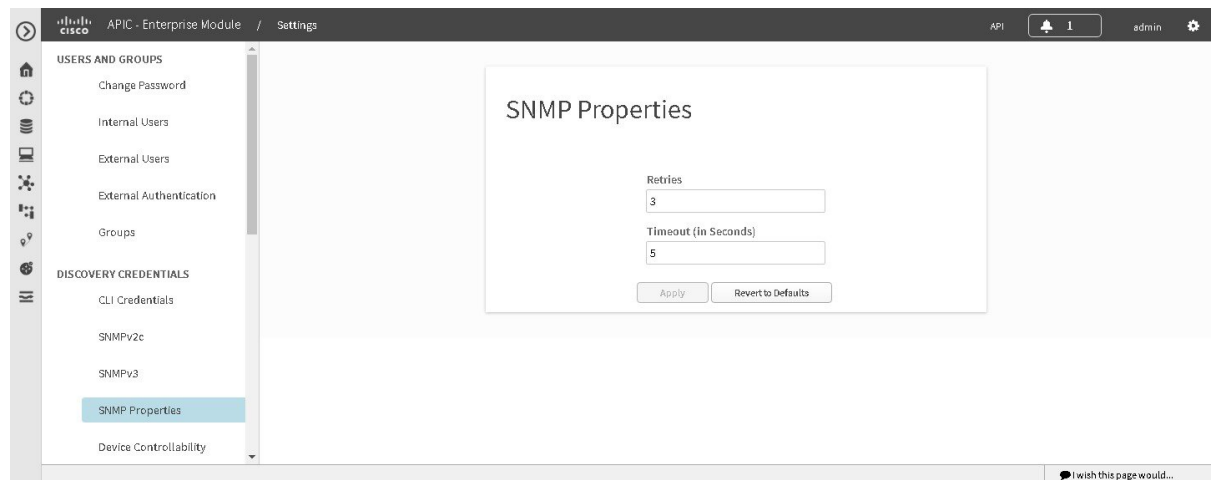 CISCO APIC - Enterprise Module / Settings API 1 admin
USERS AND GROUPS
Change Password
Internal Users
External Users
External Authentication
Groups
DISCOVERY CREDENTIALS
CLI Credentials
SNMPv2c
SNMPv3
SNMP Properties
Device Controllability
SNMP Properties
Retries
3
Timeout (in Seconds)
5
Apply Revert to Defaults
I wish this page would...